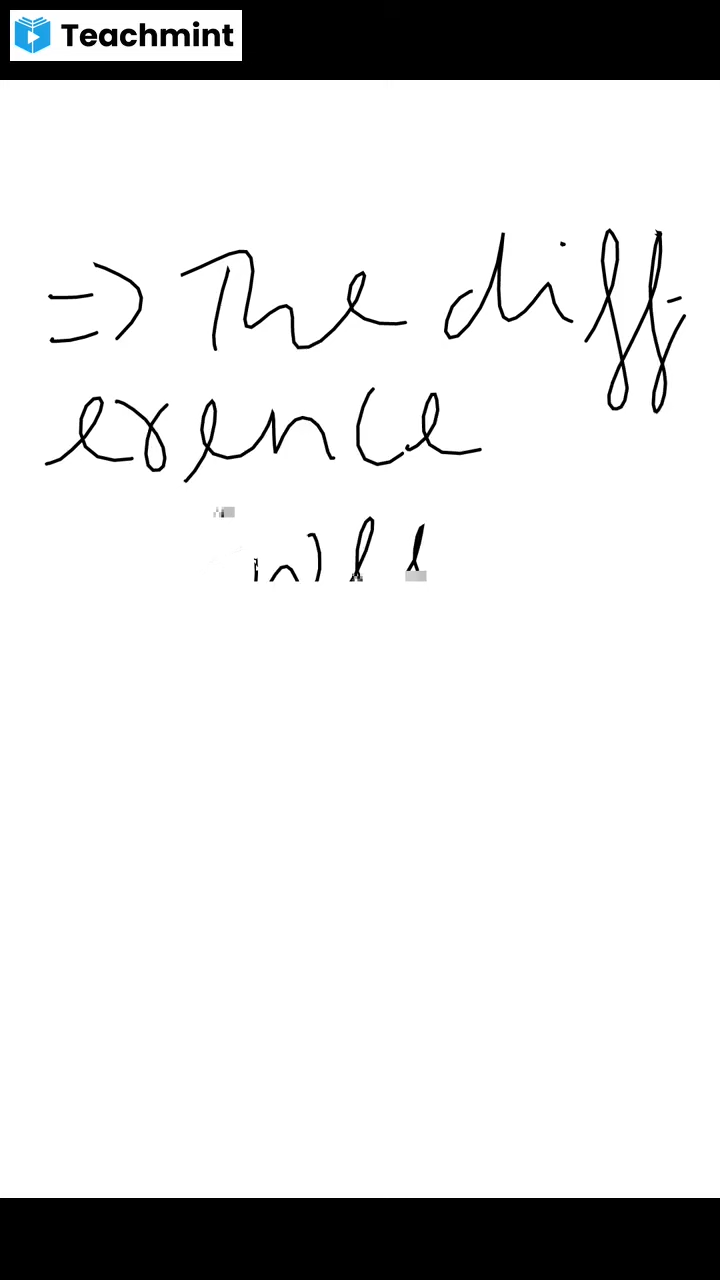 Teachmint
⇒ The diff-
erence